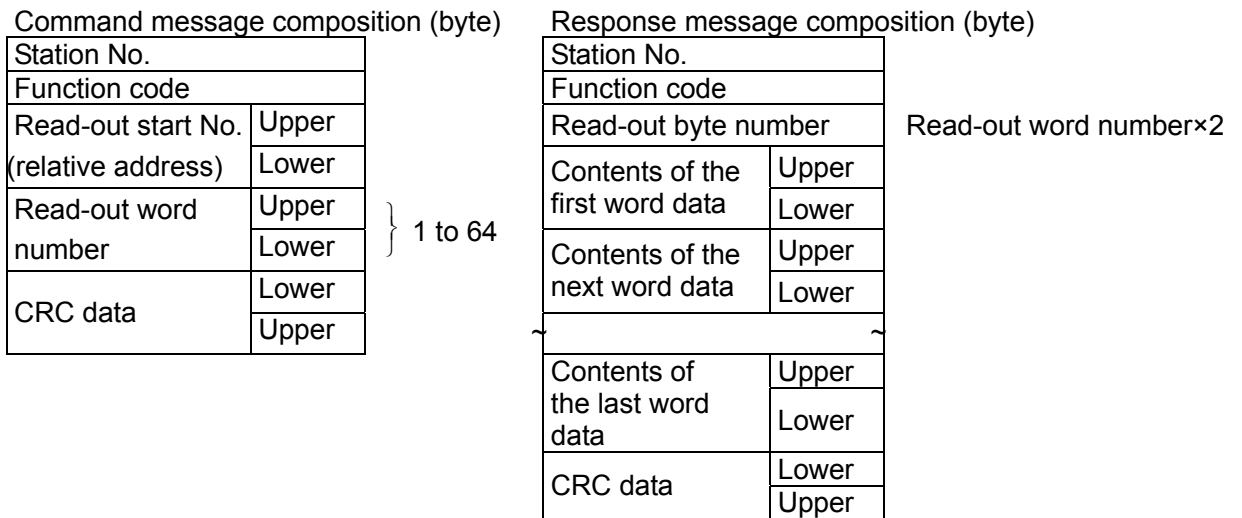 Command message composition (byte)
Station No.
Function code
Read-out start No.
(relative address)
Upper
Lower
Read-out word
number
Upper
Lower
} 1 to 64
CRC data
Lower
Upper
Response message composition (byte)
Station No.
Function code
Read-out byte number
Read-out word number×2
Contents of the
first word data
Upper
Lower
Contents of the
next word data
Upper
Lower
~ ~
Contents of
the last word
data
Upper
Lower
CRC data
Lower
Upper